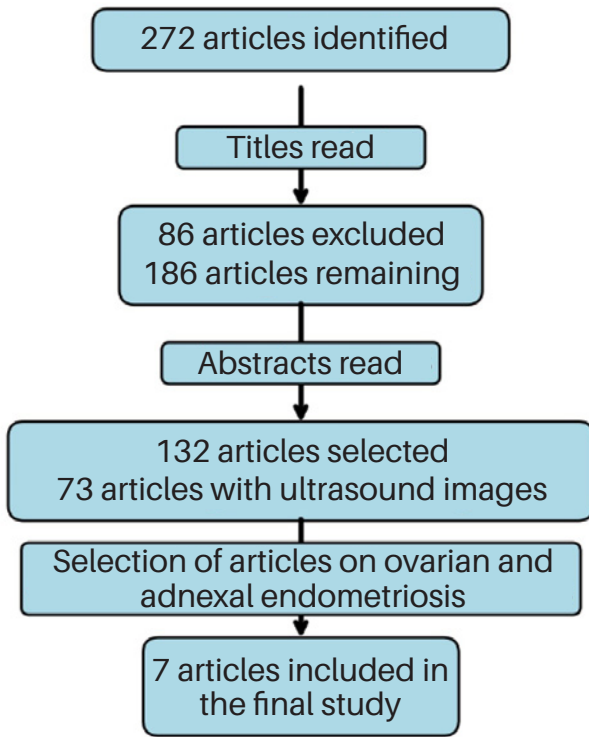 272 articles identified
Titles read
86 articles excluded
186 articles remaining
Abstracts read
132 articles selected
73 articles with ultrasound images
Selection of articles on ovarian and
adnexal endometriosis
7 articles included in
the final study